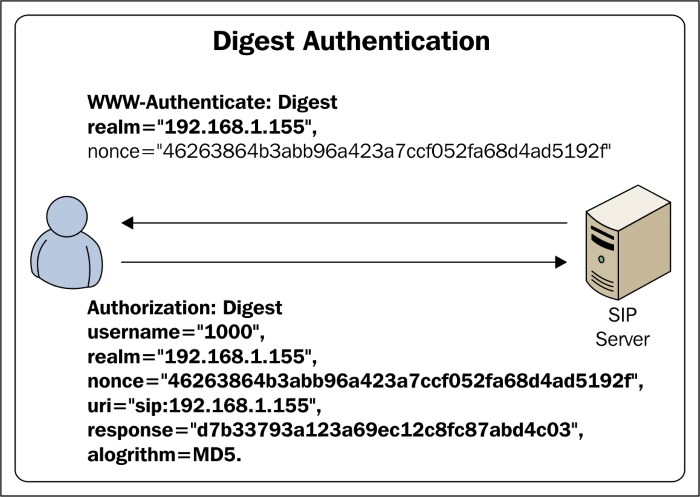 Digest Authentication
WWW-Authenticate: Digest
realm="192.168.1.155",
nonce="46263864b3abb96a423a7ccf052fa68d4ad5192f"
SIP
Server
Authorization: Digest
username="1000",
realm="192.168.1.155",
nonce="46263864b3abb96a423a7ccf052fa68d4ad5192f",
uri="sip:192.168.1.155",
response="d7b33793a123a69ec12c8fc87abd4c03",
alogrithm=MD5.